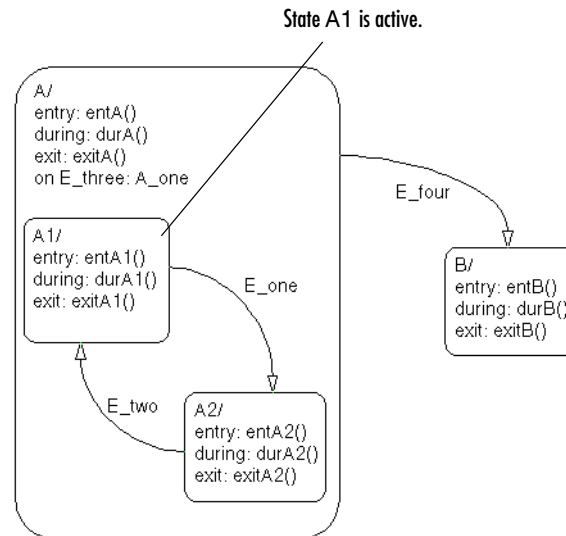 State A1 is active.
A/
entry: entA()
during: durA()
exit: exitA()
on E_three: A_one
E_four
A1/
entry: entA1()
during: durA1()
exit: exitA1()
E_one
B/
entry: entB()
during: durB()
exit: exitB()
E_two
A2/
entry: entA2()
during: durA2()
exit: exitA2()